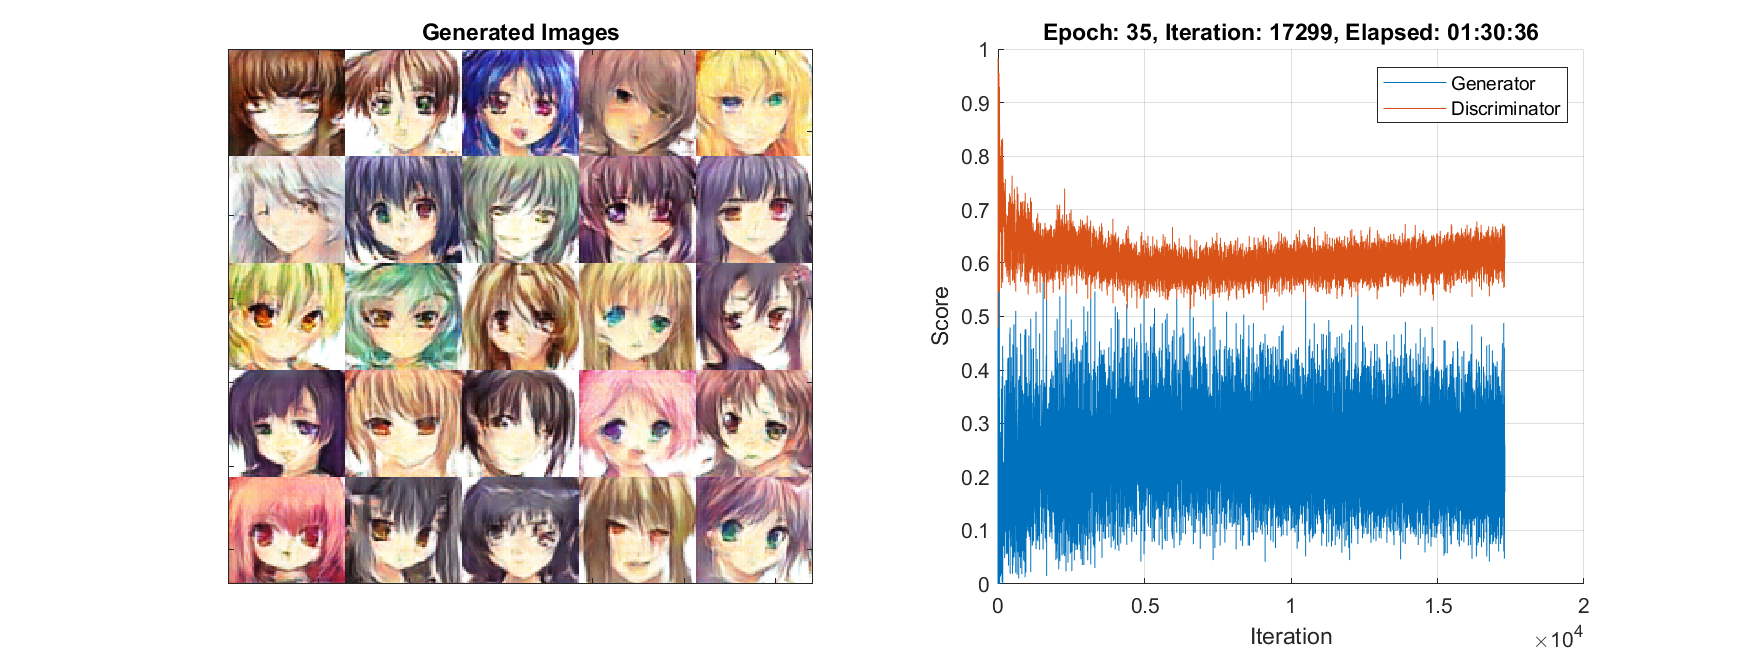 Generated Images
Epoch: 35, Iteration: 17299, Elapsed: 01:30:36
Generator
Discriminator
1
0.9
0.8
0.7
0.6
0.5
0.4
0.3
0.2
0.1
0
Score
0 0.5 1 1.5 2
Iteration
×10⁴